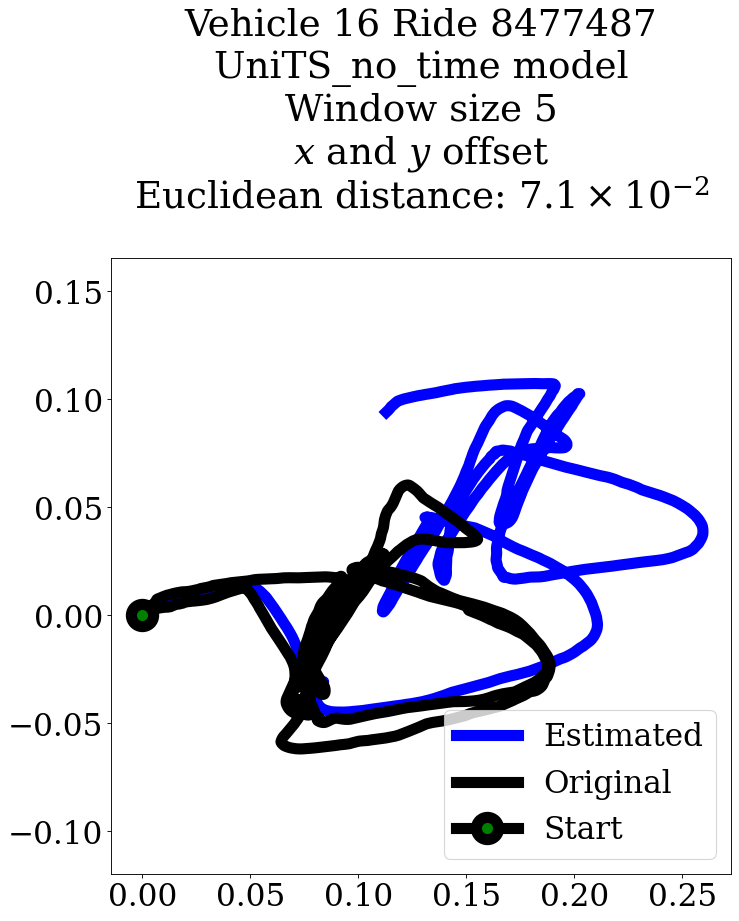 Vehicle 16 Ride 8477487
UniTS_no_time model
Window size 5
x and y offset
Euclidean distance: 7.1 × 10⁻²
0.15
0.10
0.05
0.00
−0.05
−0.10
Estimated
Original
Start
0.00 0.05 0.10 0.15 0.20 0.25